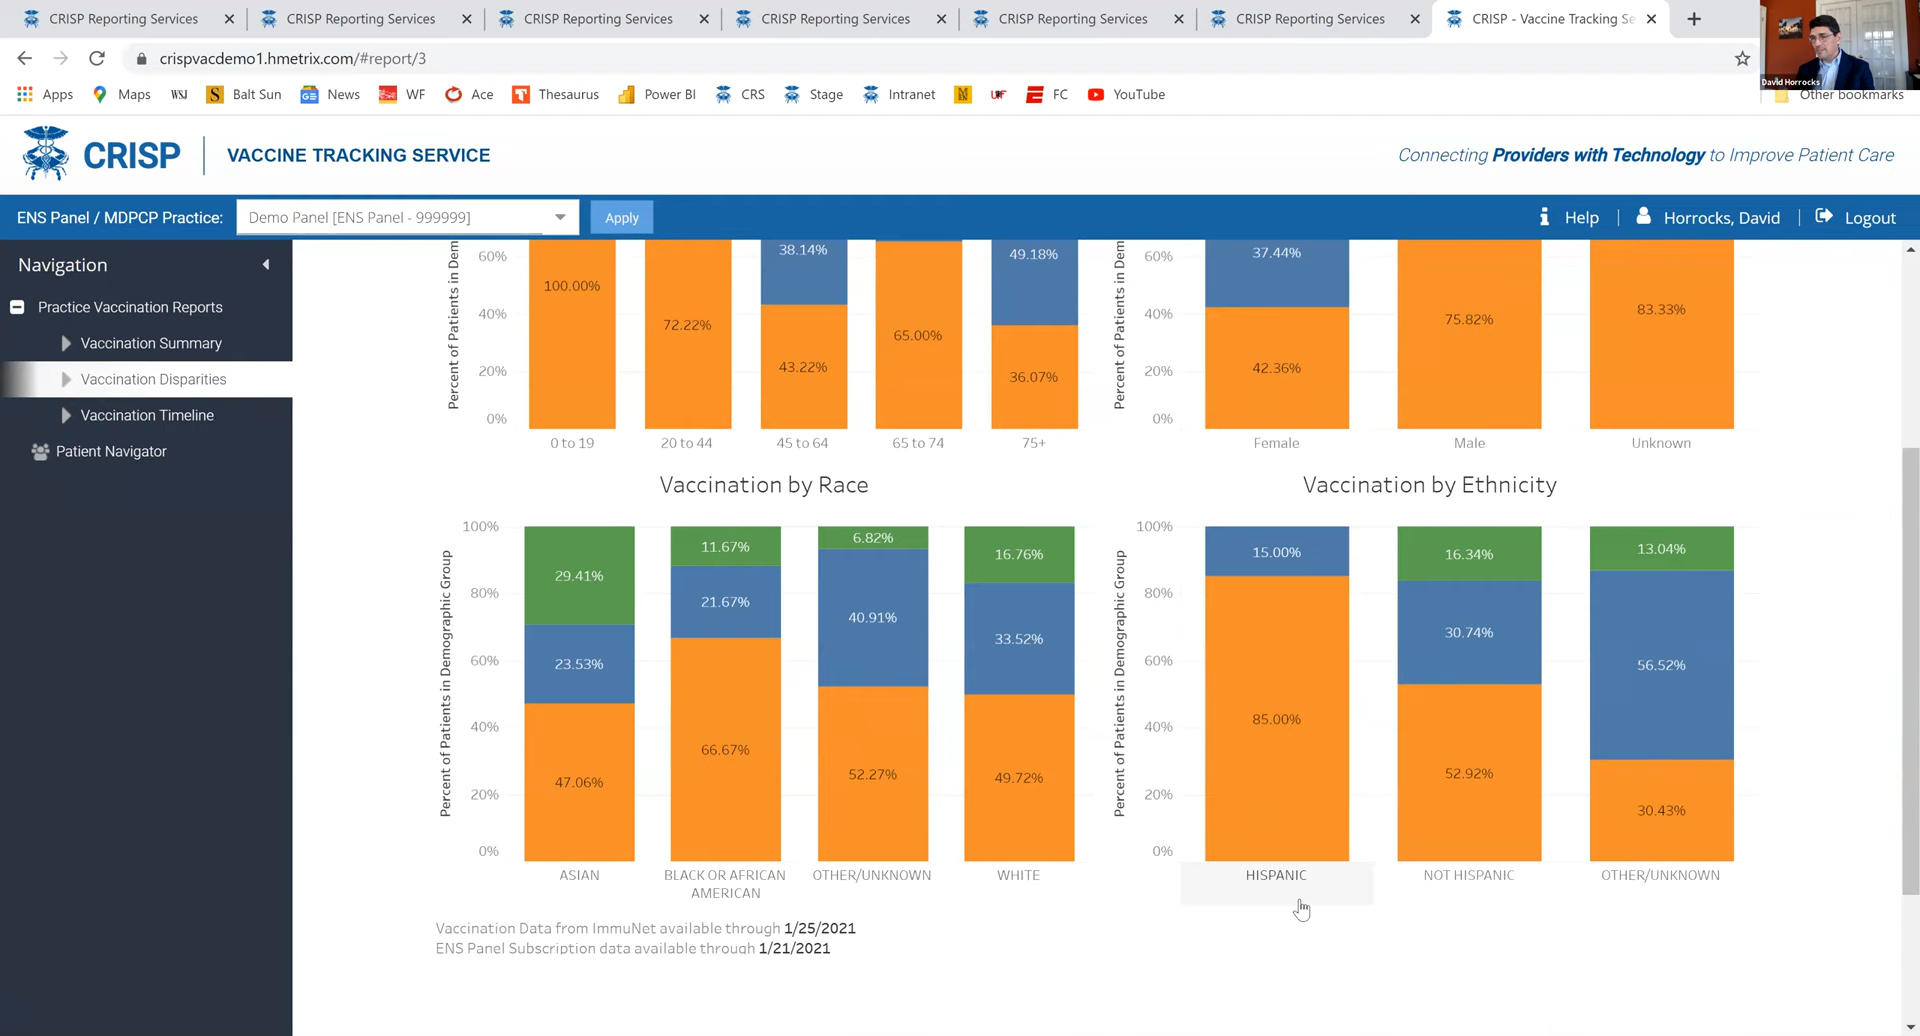 CRISP Reporting Services
CRISP Reporting Services
CRISP Reporting Services
CRISP Reporting Services
CRISP Reporting Services
CRISP Reporting Services
CRISP - Vaccine Tracking Se
crispvacdemo1.hmetrix.com/#report/3
David Horrocks
Apps Maps WSJ Balt Sun News WF Ace Thesaurus Power BI CRS Stage Intranet UF FC YouTube Other bookmarks
CRISP VACCINE TRACKING SERVICE
Connecting Providers with Technology to Improve Patient Care
ENS Panel / MDPCP Practice: Demo Panel [ENS Panel - 999999] Apply
Help Horrocks, David Logout
Navigation
Practice Vaccination Reports
Vaccination Summary
Vaccination Disparities
Vaccination Timeline
Patient Navigator
Percent of Patients in Dem
60%
40%
20%
0%
100.00%
72.22%
38.14%
43.22%
65.00%
49.18%
36.07%
0 to 19 20 to 44 45 to 64 65 to 74 75+
Percent of Patients in Dem
60%
40%
20%
0%
37.44%
42.36%
75.82%
83.33%
Female Male Unknown
Vaccination by Race
Percent of Patients in Demographic Group
100%
80%
60%
40%
20%
0%
29.41%
23.53%
47.06%
11.67%
21.67%
66.67%
6.82%
40.91%
52.27%
16.76%
33.52%
49.72%
ASIAN BLACK OR AFRICAN OTHER/UNKNOWN WHITE
AMERICAN
Vaccination by Ethnicity
Percent of Patients in Demographic Group
100%
80%
60%
40%
20%
0%
15.00%
85.00%
16.34%
30.74%
52.92%
13.04%
56.52%
30.43%
HISPANIC NOT HISPANIC OTHER/UNKNOWN
Vaccination Data from ImmuNet available through 1/25/2021
ENS Panel Subscription data available through 1/21/2021